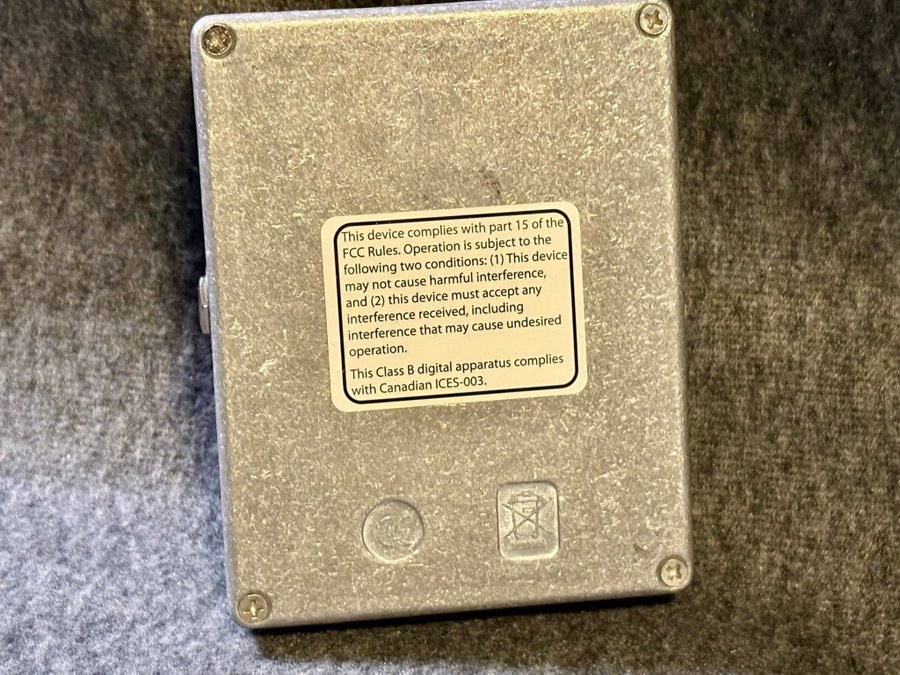 This device complies with part 15 of the
FCC Rules. Operation is subject to the
following two conditions: (1) This device
may not cause harmful interference,
and (2) this device must accept any
interference received, including
interference that may cause undesired
operation.
This Class B digital apparatus complies
with Canadian ICES-003.
CE